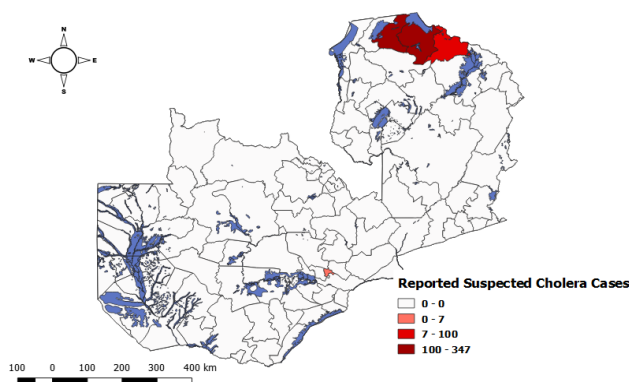 N
W E
S
Reported Suspected Cholera Cases
0 - 0
0 - 7
7 - 100
100 - 347
100 0 100 200 300 400 km